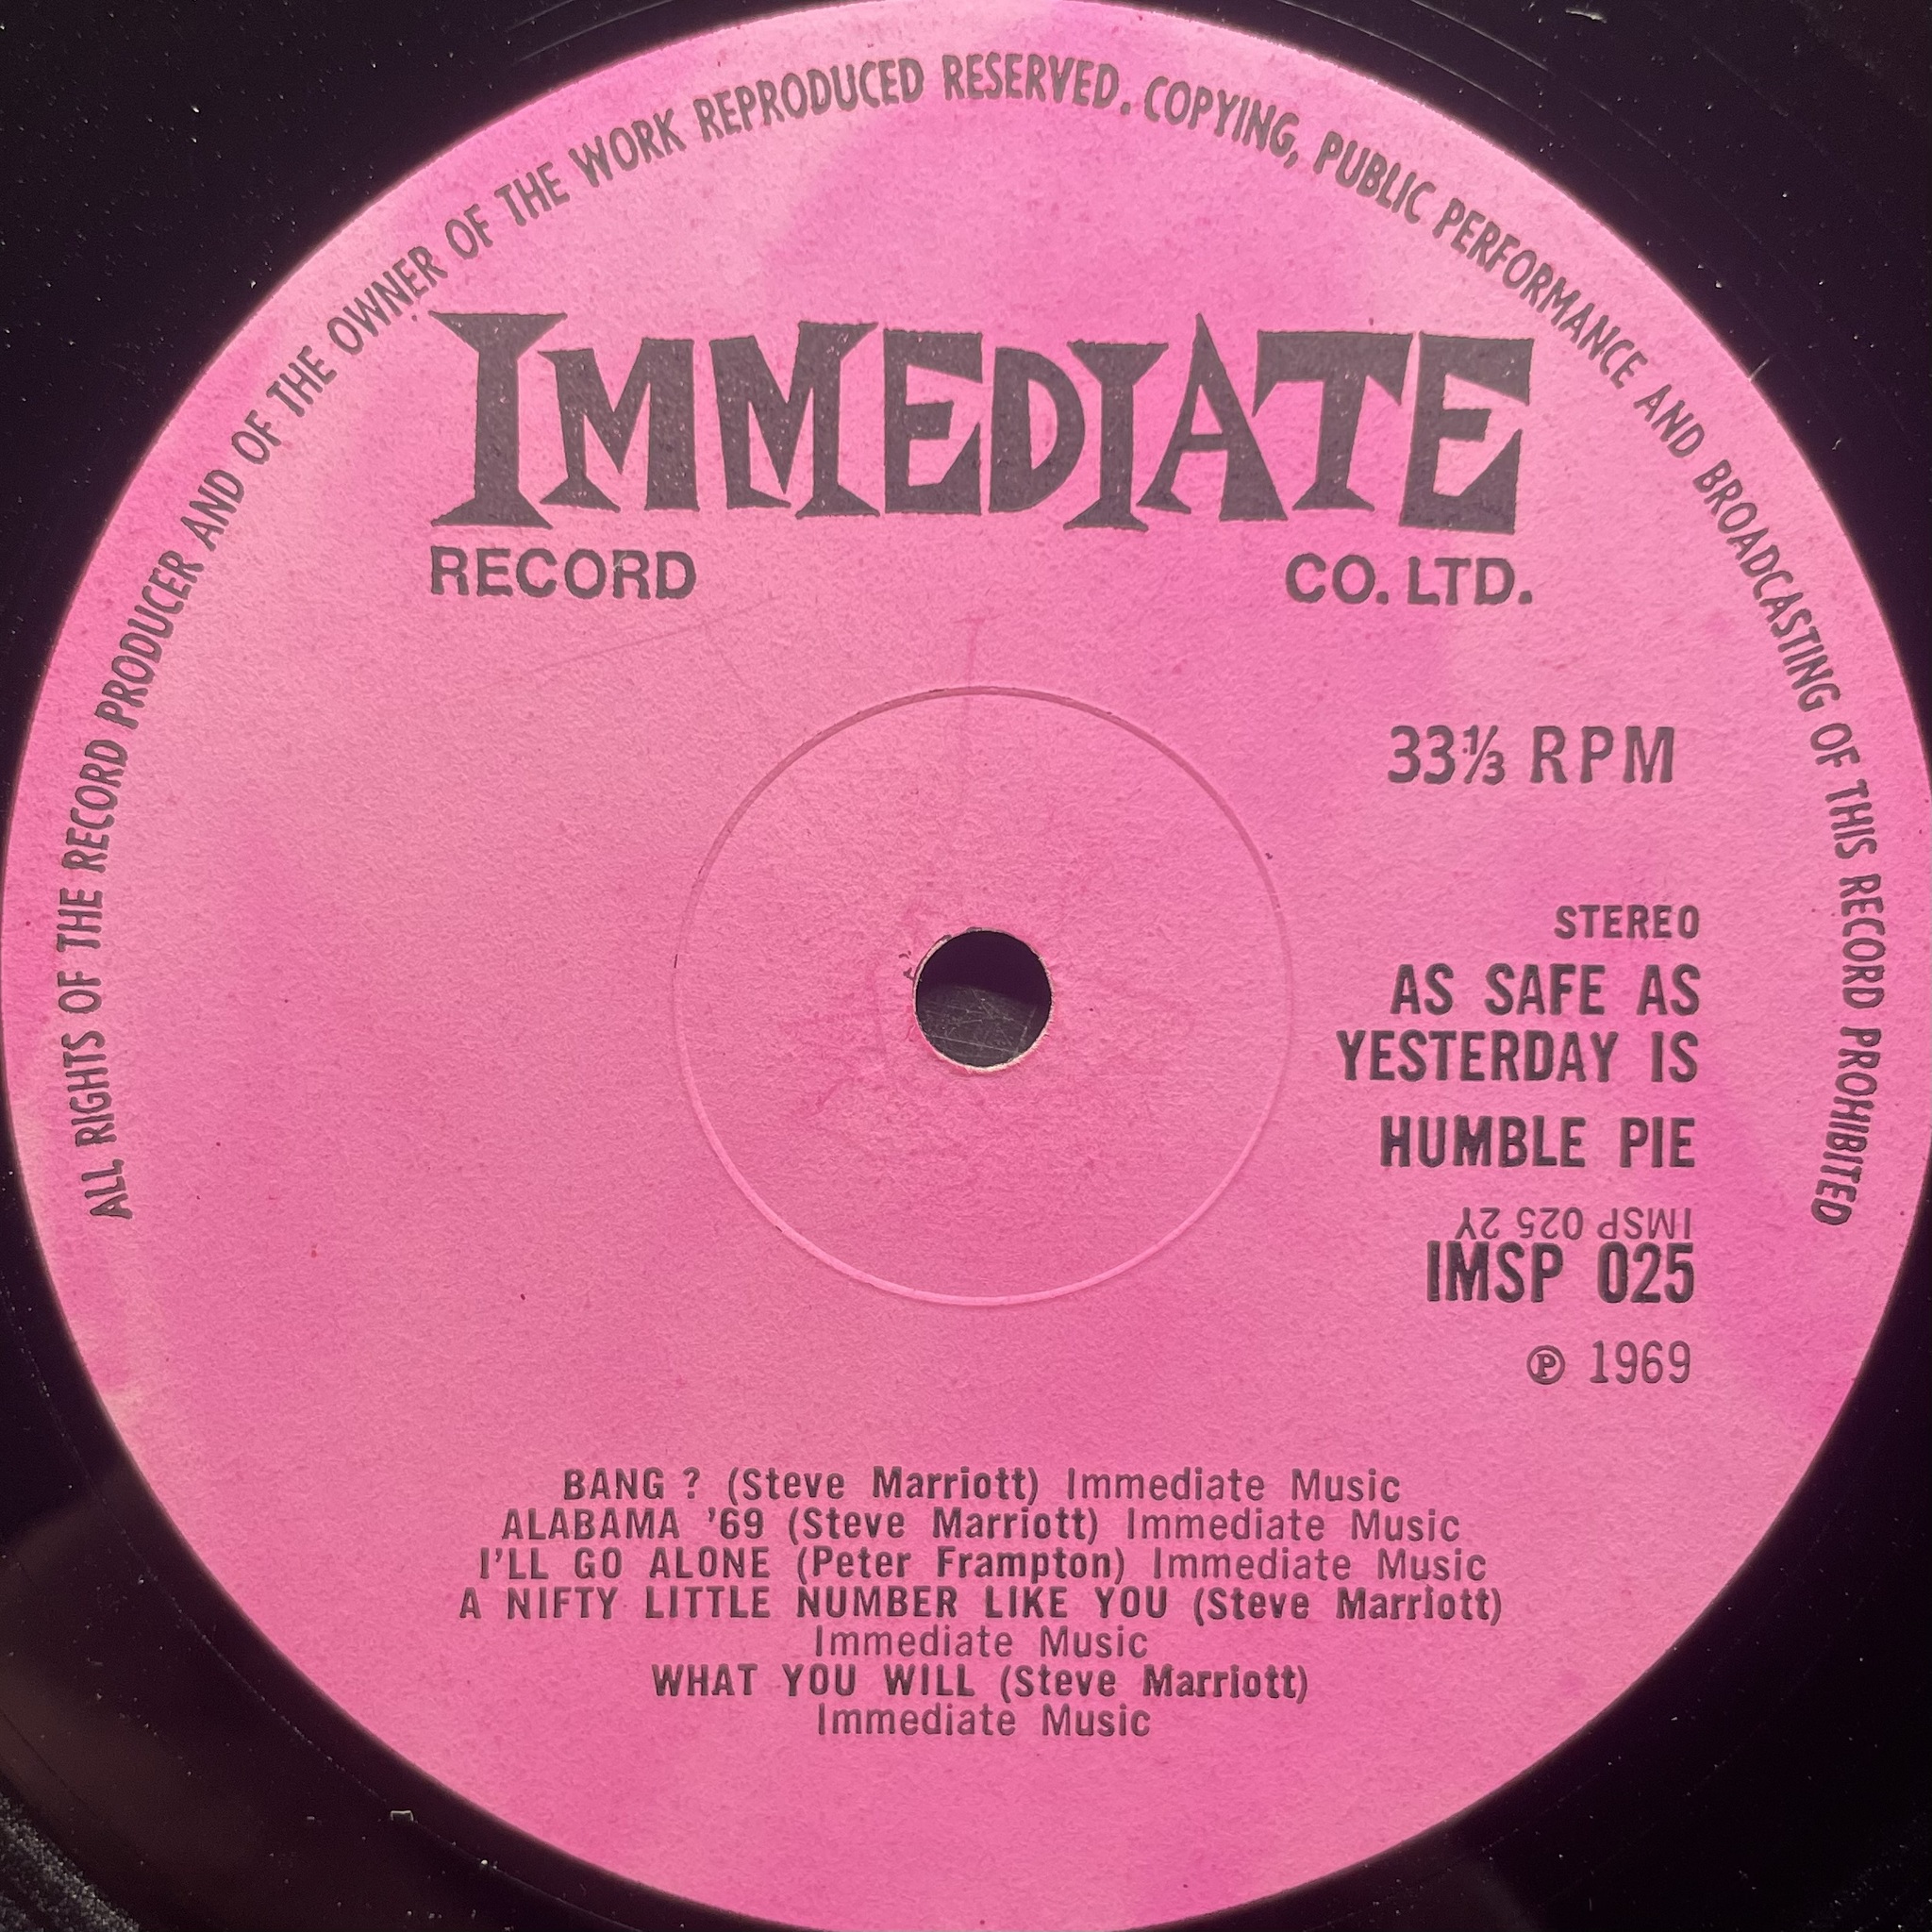 ALL RIGHTS OF THE RECORD PRODUCER AND OF THE OWNER OF THE WORK REPRODUCED RESERVED. COPYING, PUBLIC PERFORMANCE AND BROADCASTING OF THIS RECORD PROHIBITED
IMMEDIATE
RECORD CO. LTD.
33⅓ RPM
STEREO
AS SAFE AS
YESTERDAY IS
HUMBLE PIE
IMSP 025 2Y
IMSP 025
℗ 1969
BANG ? (Steve Marriott) Immediate Music
ALABAMA '69 (Steve Marriott) Immediate Music
I'LL GO ALONE (Peter Frampton) Immediate Music
A NIFTY LITTLE NUMBER LIKE YOU (Steve Marriott)
Immediate Music
WHAT YOU WILL (Steve Marriott)
Immediate Music